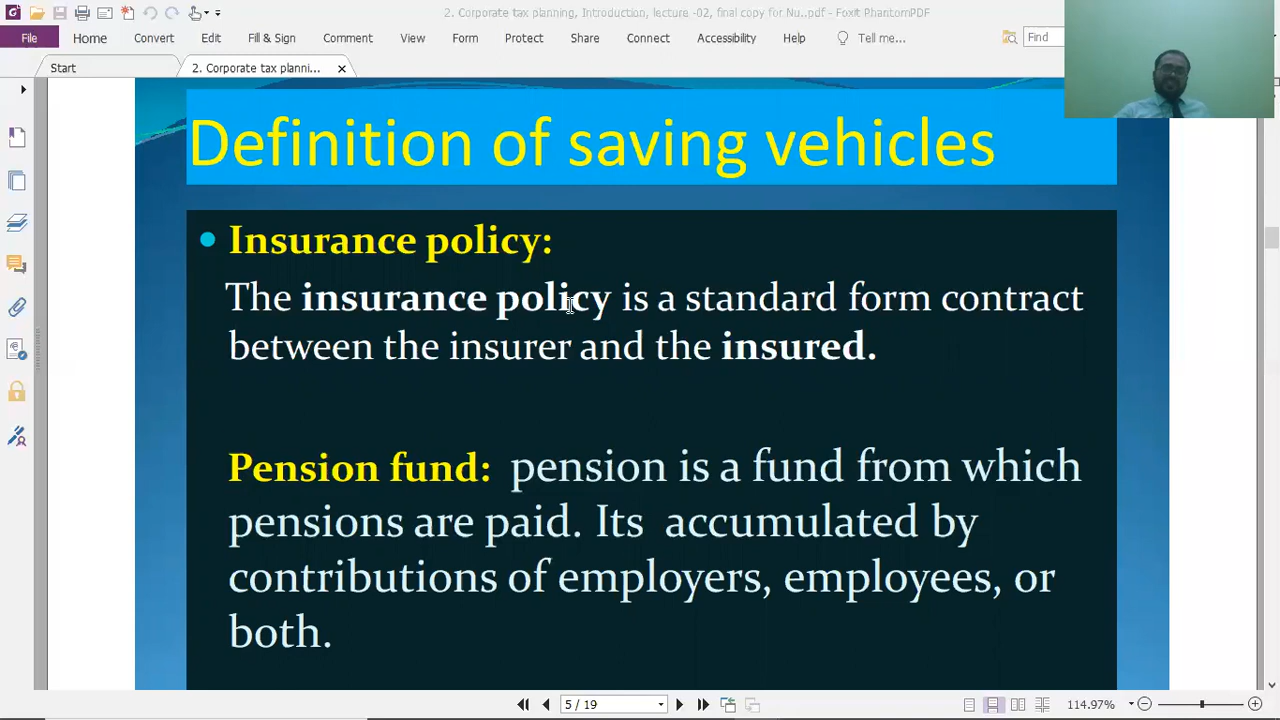 2. Corporate tax planning, Introduction, lecture -02, final copy for Nu..pdf - Foxit PhantomPDF
File Home Convert Edit Fill & Sign Comment View Form Protect Share Connect Accessibility Help Tell me... Find
Start 2. Corporate tax planni...
Definition of saving vehicles
Insurance policy:
The insurance policy is a standard form contract
between the insurer and the insured.
Pension fund: pension is a fund from which
pensions are paid. Its accumulated by
contributions of employers, employees, or
both.
5 / 19 114.97%